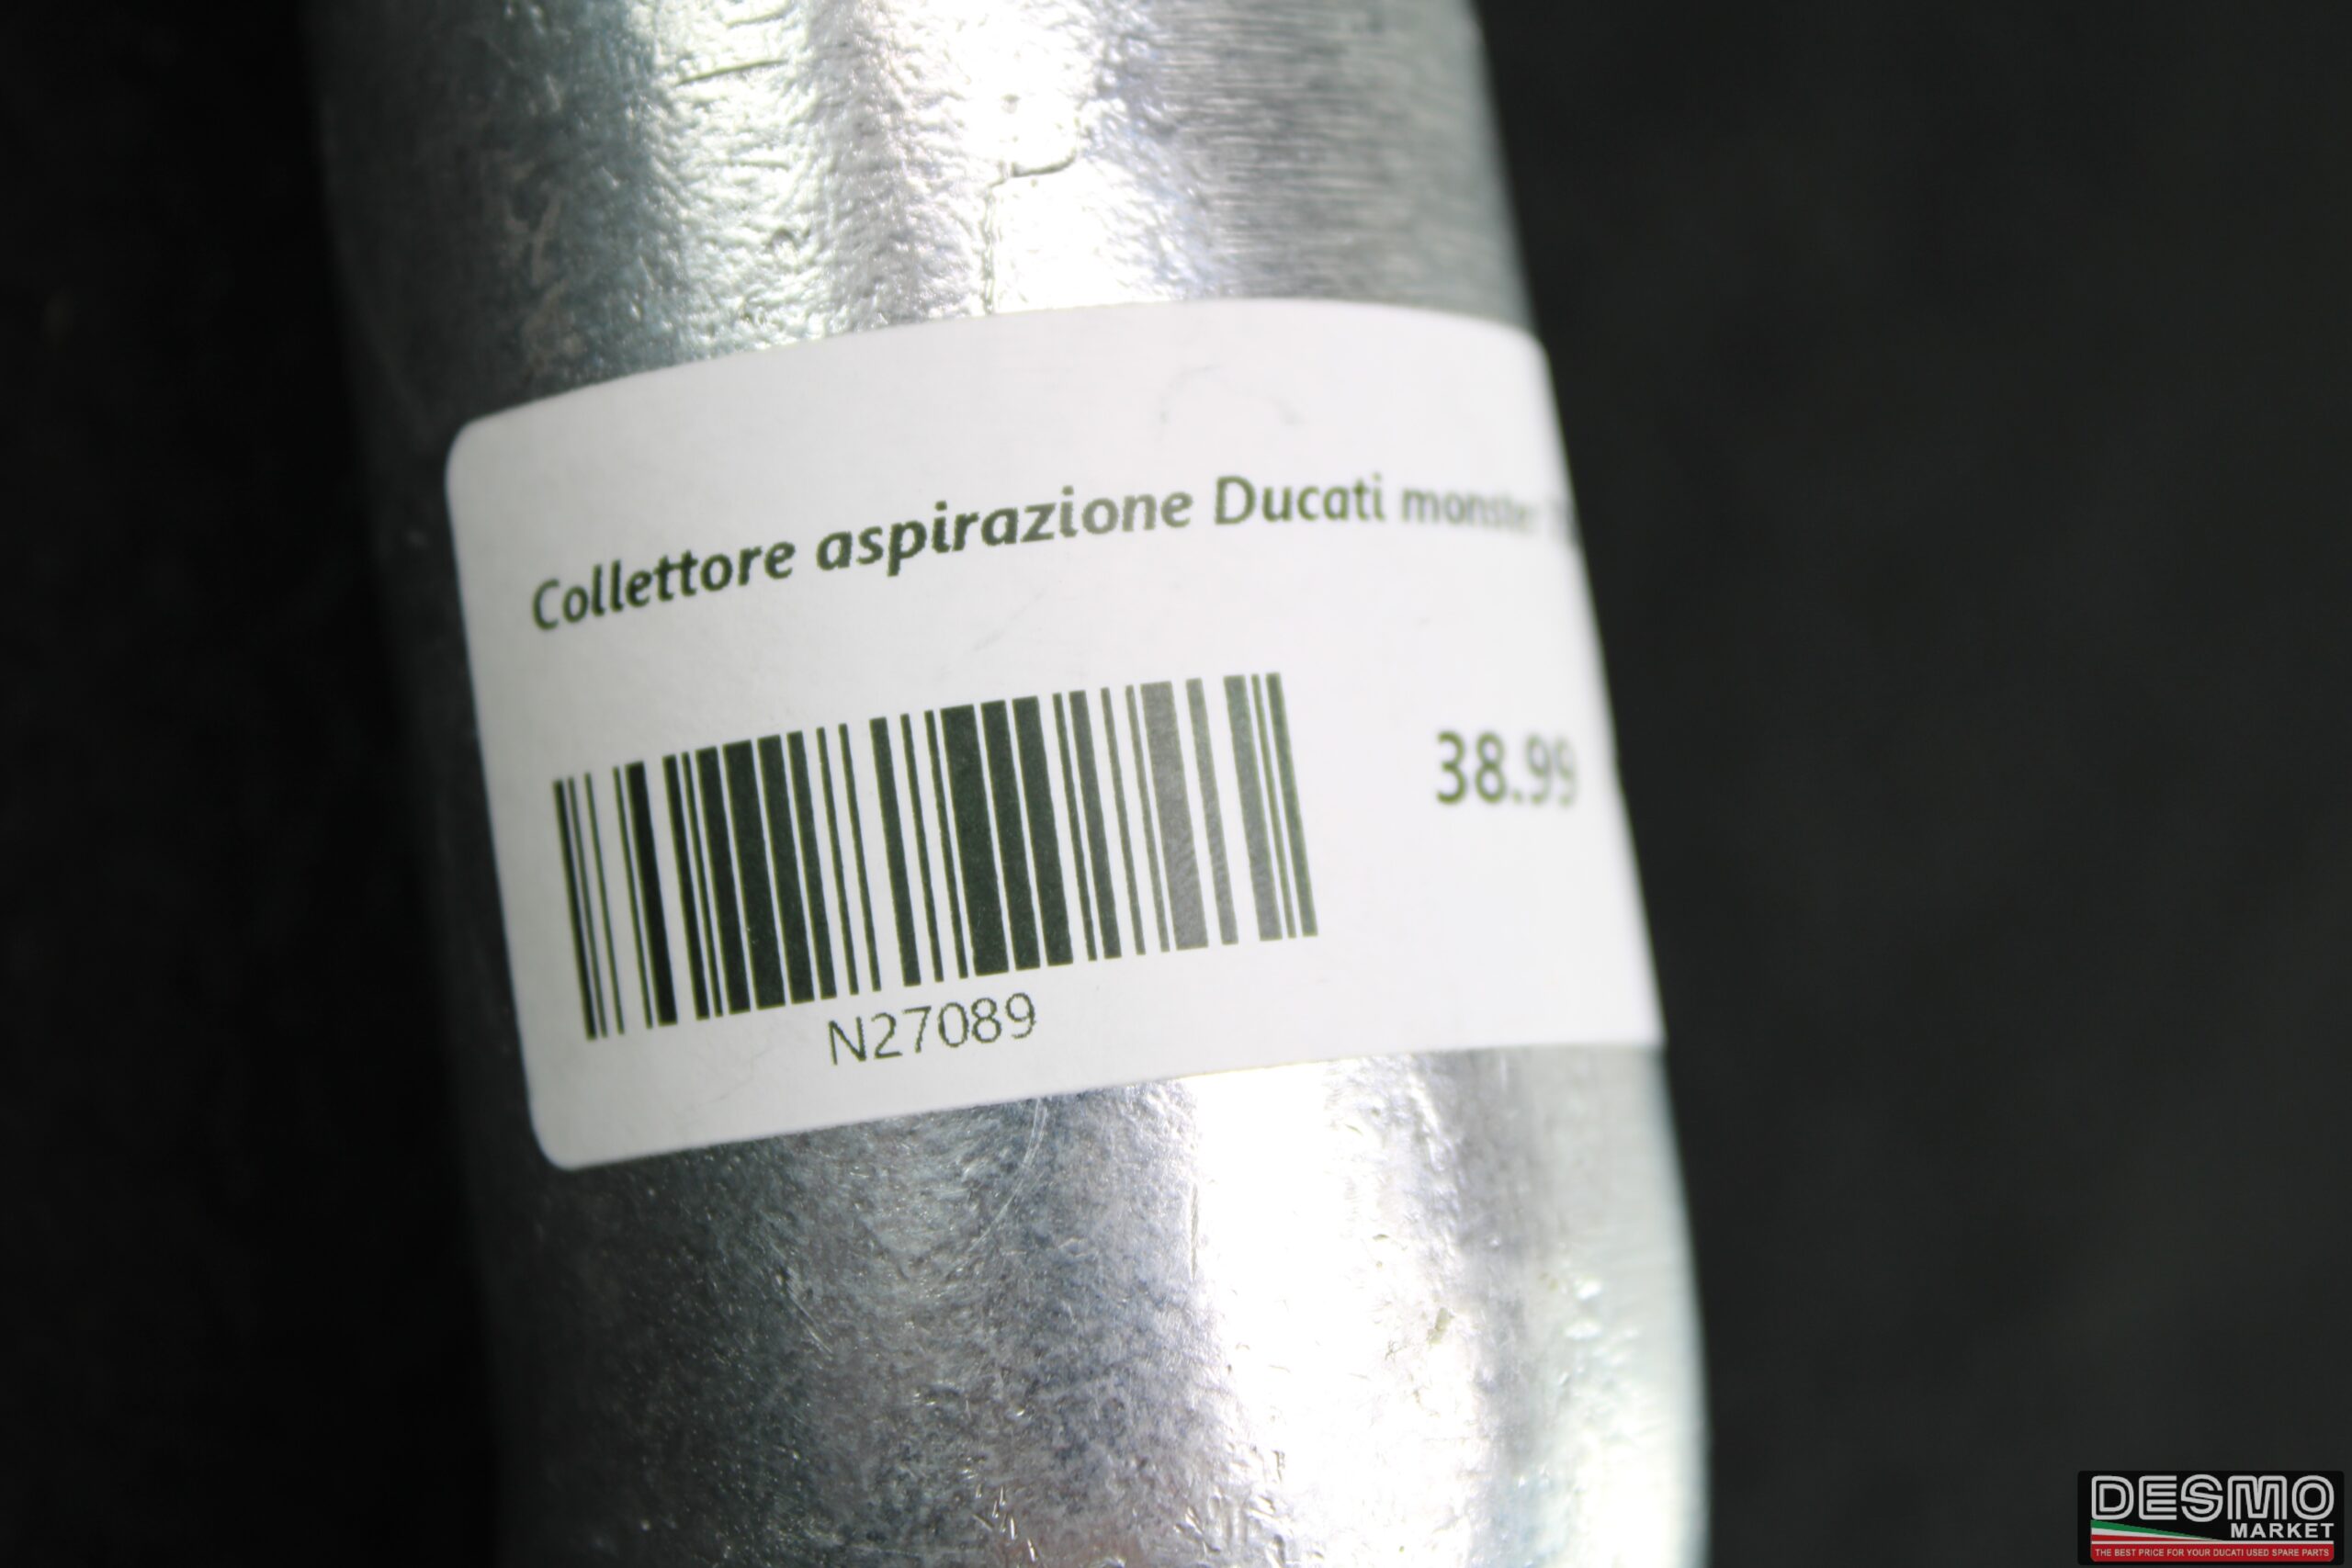 Collettore aspirazione Ducati monster
38.99
N27089
DESMO
MARKET
THE BEST PRICE FOR YOUR DUCATI USED SPARE PARTS